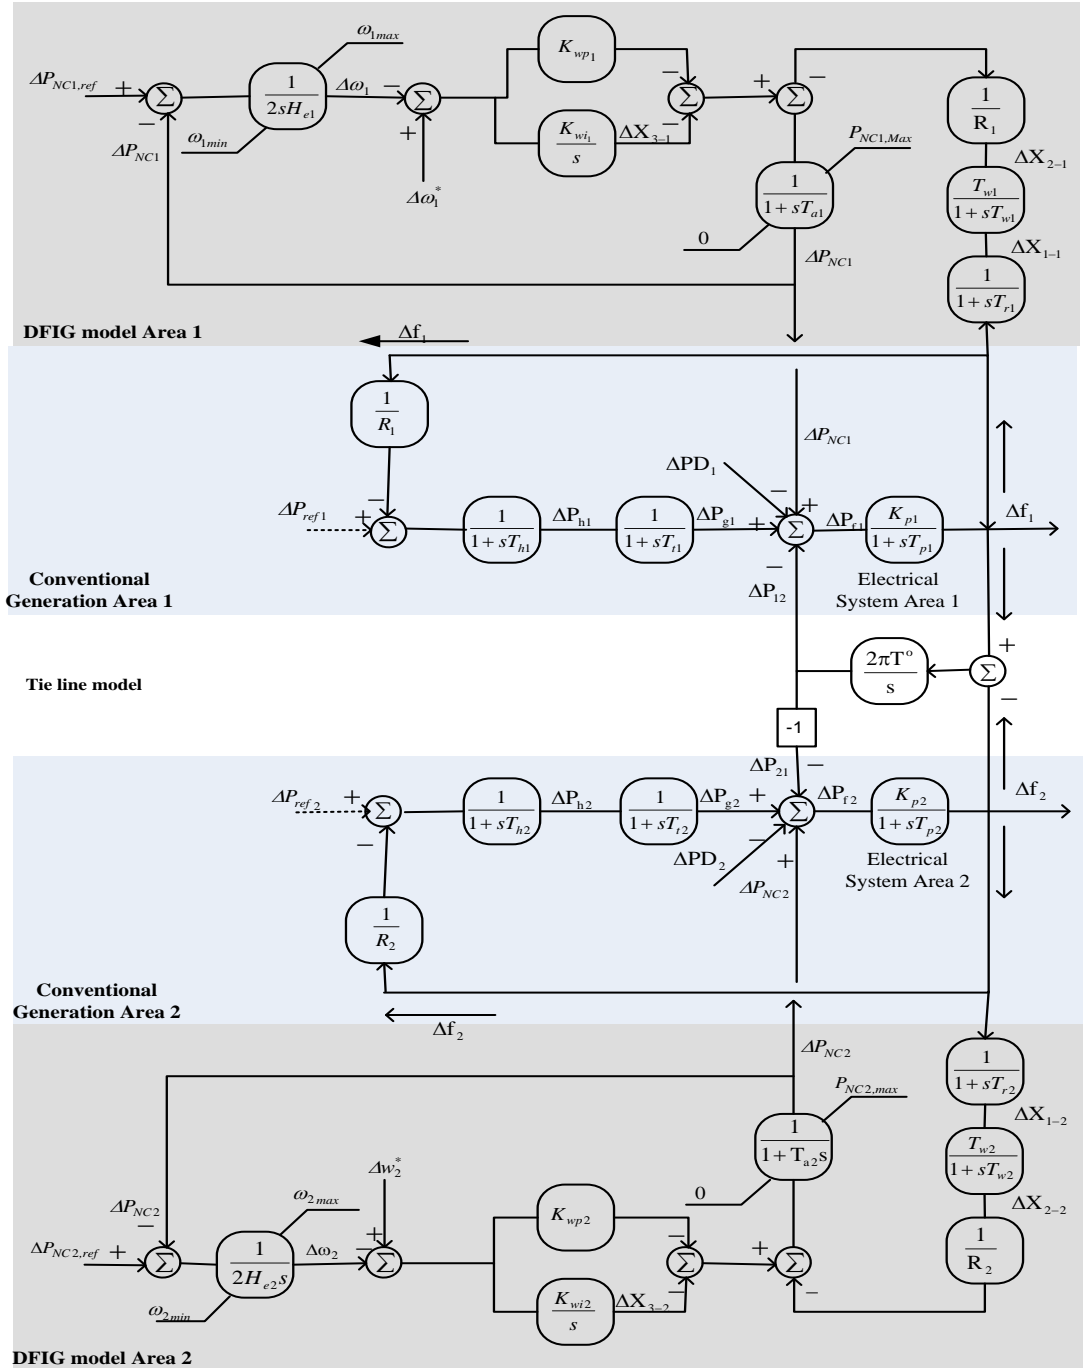 ω1max
Kwp1
ΔPNC1,ref
+
Σ
1
2sHe1
Δω1
−
Σ
−
Σ
+
Σ
−
1
R1
−
ΔPNC1
ω1min
+
Kwi1
s
ΔX3−1
−
PNC1,Max
ΔX2−1
Δω1*
1
1+sTa1
Tw1
1+sTw1
0
ΔPNC1
ΔX1−1
1
1+sTr1
DFIG model Area 1
Δf1
1
R1
ΔPNC1
ΔPD1
−
+
ΔPref1
+
−
Σ
1
1+sTh1
ΔPh1
1
1+sTt1
ΔPg1
+
Σ
ΔPf1
Kp1
1+sTp1
Δf1
−
Conventional
Generation Area 1
ΔP12
Electrical
System Area 1
+
Tie line model
2πTo
s
Σ
−
-1
ΔP21
−
ΔPref2
+
Σ
−
1
1+sTh2
ΔPh2
1
1+sTt2
ΔPg2
+
Σ
ΔPf2
Kp2
1+sTp2
Δf2
−
ΔPD2
+
ΔPNC2
Electrical
System Area 2
1
R2
Conventional
Generation Area 2
Δf2
ΔPNC2
1
1+sTr2
PNC2,max
ΔX1−2
1
1+Ta2s
Tw2
1+sTw2
Δw2*
0
ΔX2−2
ΔPNC2
−
ω2max
+
Kwp2
ΔPNC2,ref
+
Σ
1
2He2s
Δω2
−
Σ
−
Σ
+
Σ
−
1
R2
ω2min
Kwi2
s
ΔX3−2
−
DFIG model Area 2